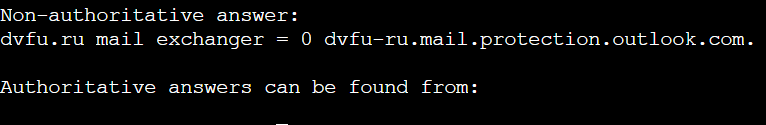 Non-authoritative answer:
dvfu.ru mail exchanger = 0 dvfu-ru.mail.protection.outlook.com.
Authoritative answers can be found from: